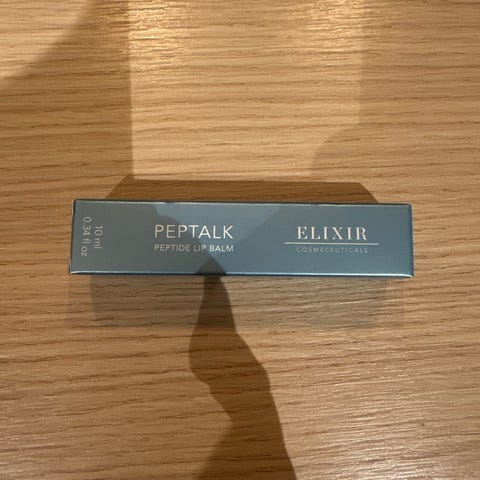 10 ml
0.34 fl oz
PEPTALK
PEPTIDE LIP BALM
ELIXIR
COSMECEUTICALS